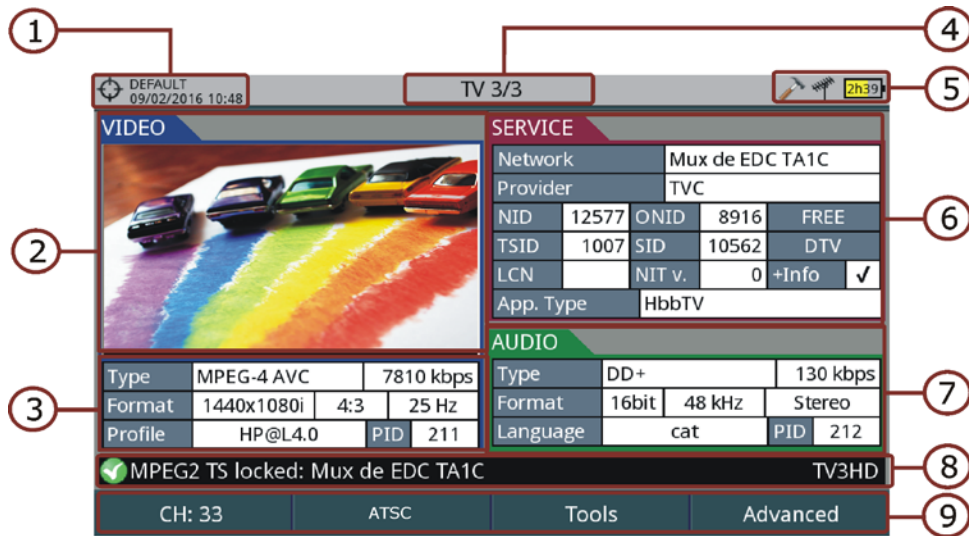 1
4
DEFAULT
09/02/2016 10:48
TV 3/3
2h39
5
VIDEO
2
SERVICE
Network Mux de EDC TA1C
Provider TVC
NID 12577 ONID 8916 FREE
TSID 1007 SID 10562 DTV
LCN NIT v. 0 +Info ✓
App. Type HbbTV
6
Type MPEG-4 AVC 7810 kbps
Format 1440x1080i 4:3 25 Hz
Profile HP@L4.0 PID 211
3
AUDIO
Type DD+ 130 kbps
Format 16bit 48 kHz Stereo
Language cat PID 212
7
MPEG2 TS locked: Mux de EDC TA1C TV3HD
8
CH: 33 ATSC Tools Advanced
9